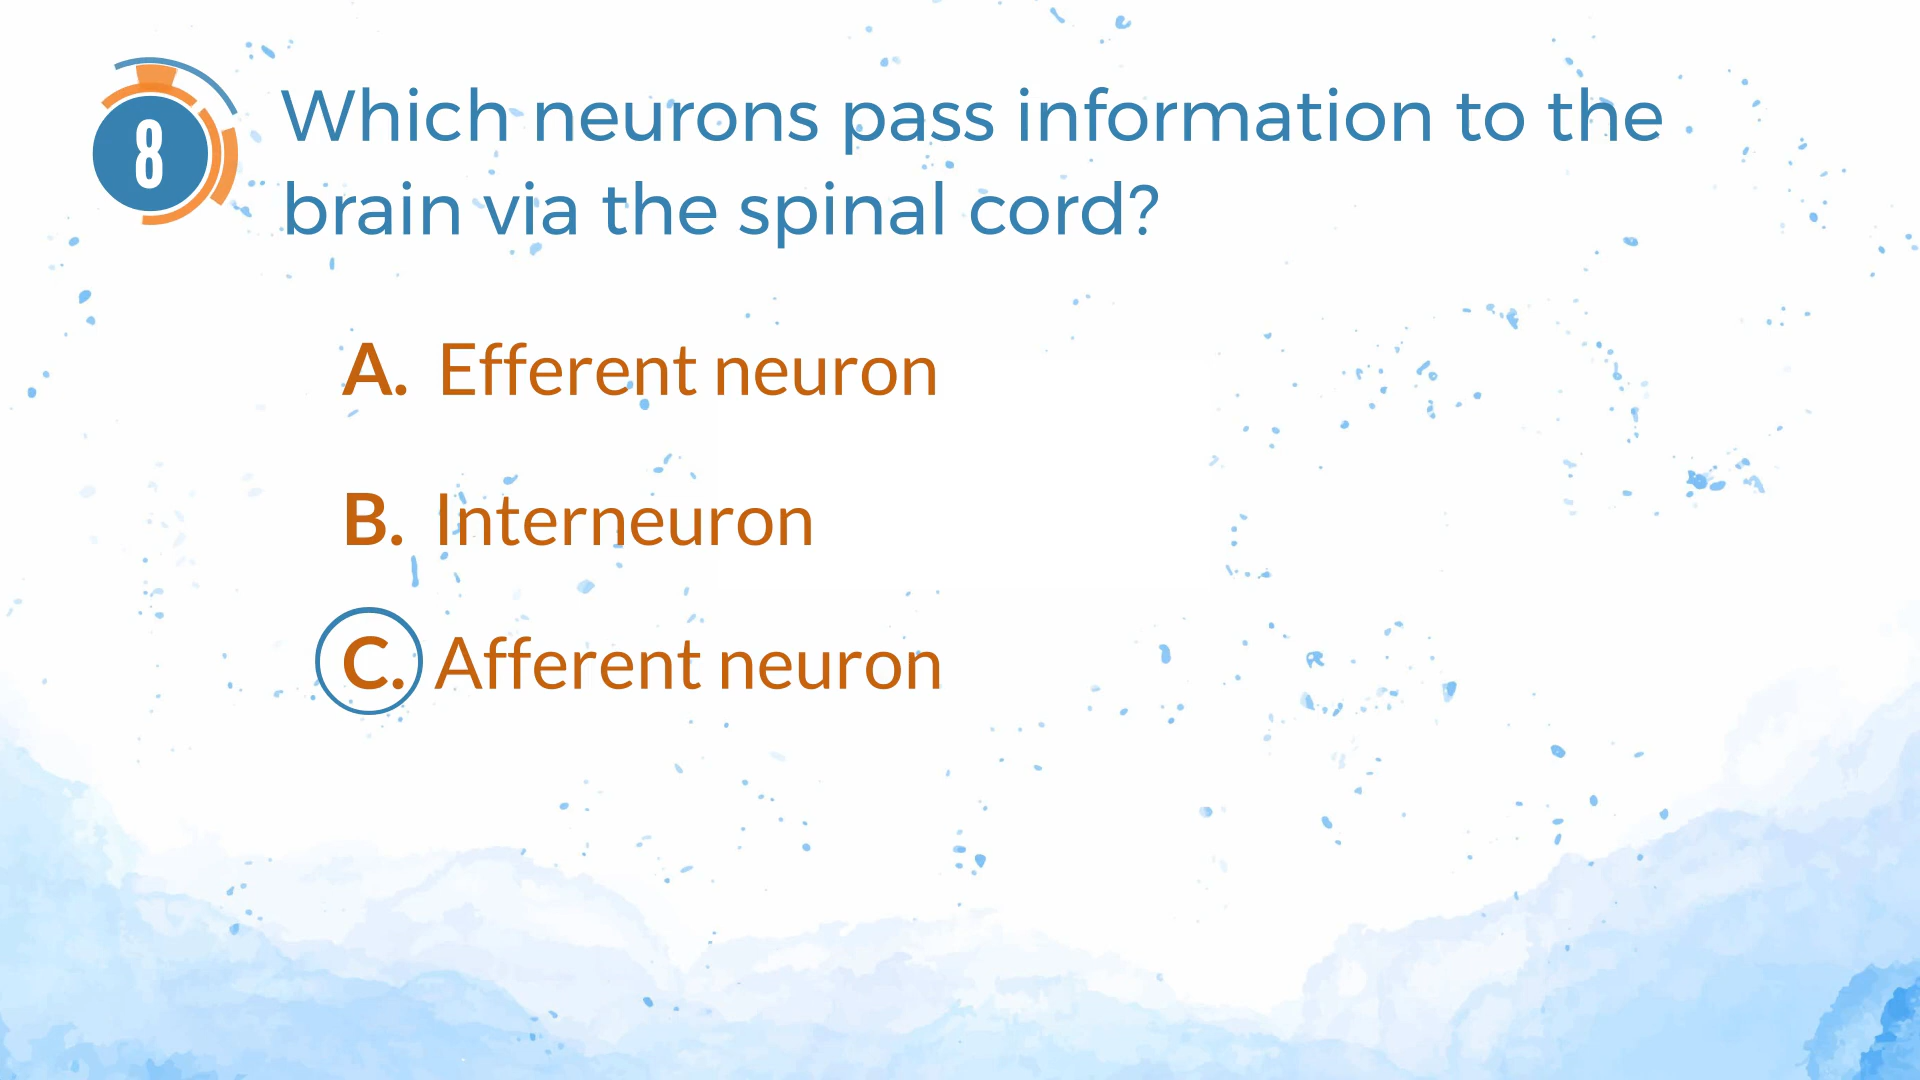 8
Which neurons pass information to the
brain via the spinal cord?
A. Efferent neuron
B. Interneuron
C. Afferent neuron